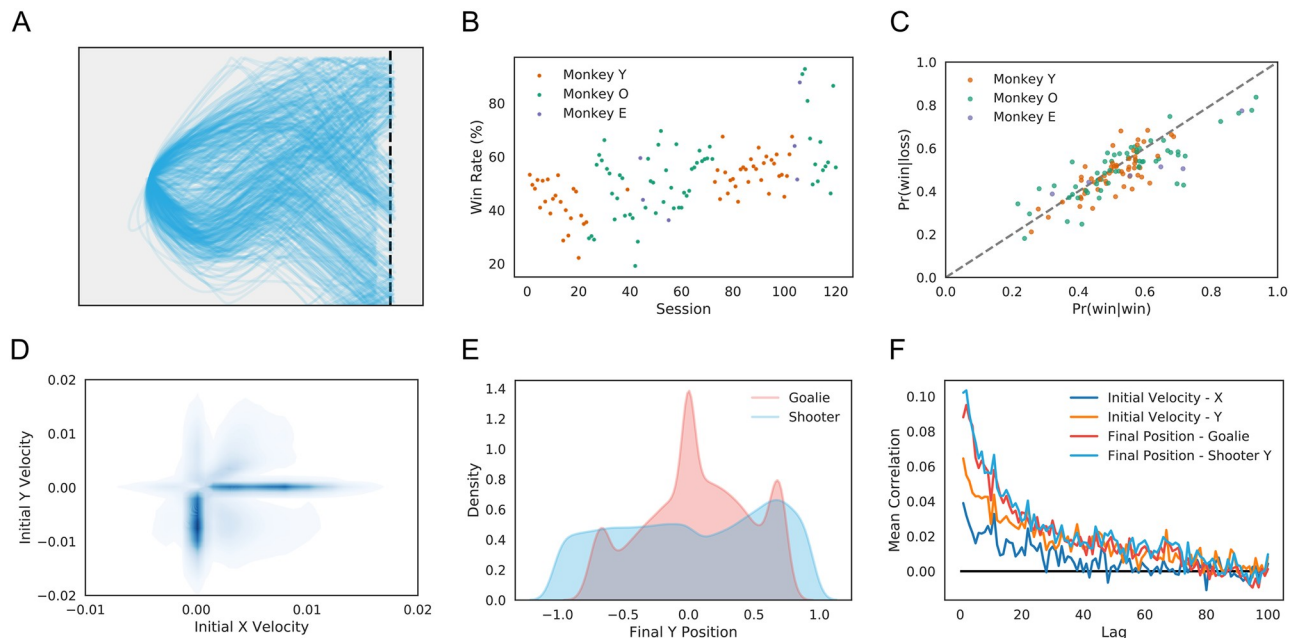 A
B
Monkey Y
Monkey O
Monkey E
80
60
40
20
Win Rate (%)
0 20 40 60 80 100 120
Session
C
Monkey Y
Monkey O
Monkey E
1.0
0.8
0.6
0.4
0.2
0.0
Pr(win|loss)
0.0 0.2 0.4 0.6 0.8 1.0
Pr(win|win)
D
0.02
0.01
0.00
−0.01
−0.02
Initial Y Velocity
−0.01 0.00 0.01 0.02
Initial X Velocity
E
Goalie
Shooter
1.4
1.2
1.0
0.8
0.6
0.4
0.2
0.0
Density
−1.0 −0.5 0.0 0.5 1.0
Final Y Position
F
Initial Velocity - X
Initial Velocity - Y
Final Position - Goalie
Final Position - Shooter Y
0.10
0.08
0.06
0.04
0.02
0.00
Mean Correlation
0 20 40 60 80 100
Lag